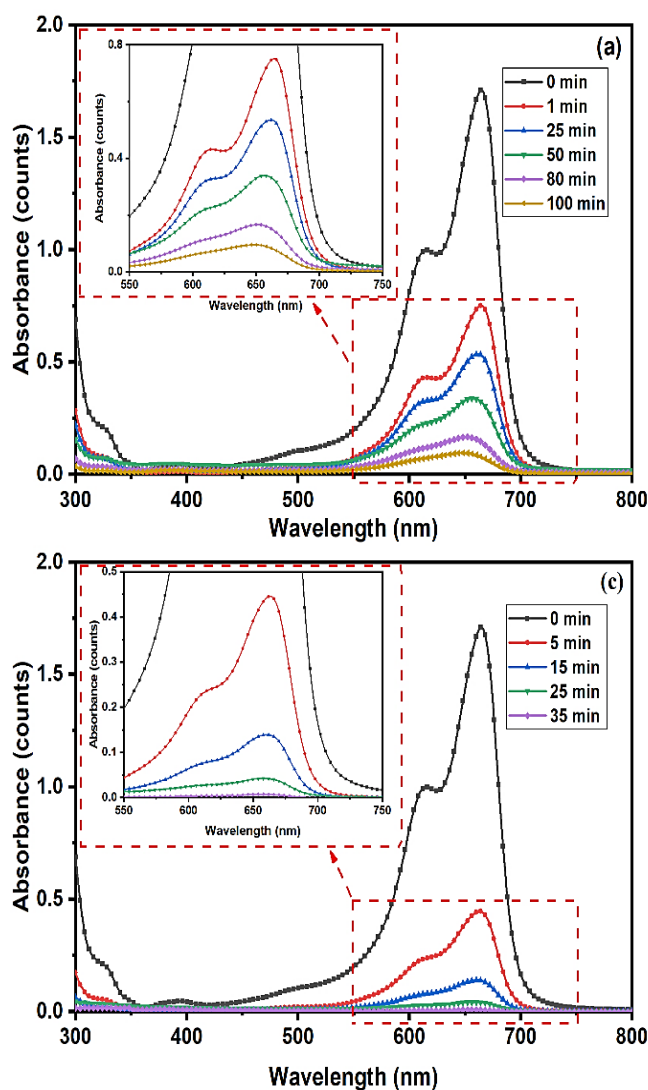 (a)
0 min
1 min
25 min
50 min
80 min
100 min
Absorbance (counts)
2.0
1.5
1.0
0.5
0.0
300 400 500 600 700 800
Wavelength (nm)
Absorbance (counts)
0.8
0.4
0.0
550 600 650 700 750
Wavelength (nm)
(c)
0 min
5 min
15 min
25 min
35 min
Absorbance (counts)
2.0
1.5
1.0
0.5
0.0
300 400 500 600 700 800
Wavelength (nm)
Absorbance (counts)
0.5
0.4
0.3
0.2
0.1
0.0
550 600 650 700 750
Wavelength (nm)